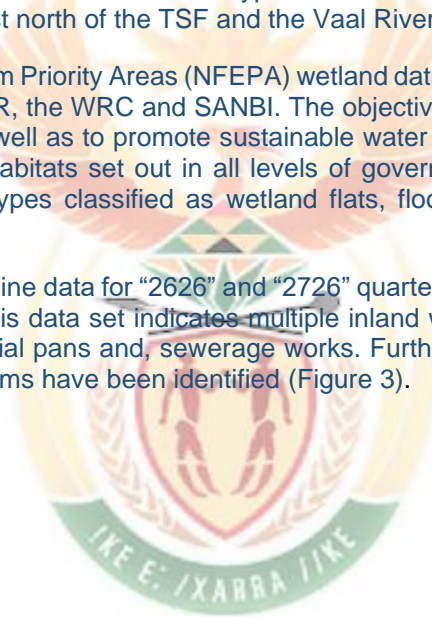 st north of the TSF and the Vaal River
m Priority Areas (NFEPA) wetland dat
R, the WRC and SANBI. The objectiv
vell as to promote sustainable water
abitats set out in all levels of govern
ypes classified as wetland flats, floo
ine data for “2626” and “2726” quarte
is data set indicates multiple inland w
ial pans and, sewerage works. Furth
ms have been identified (Figure 3).
!KE E: /XARRA //KE